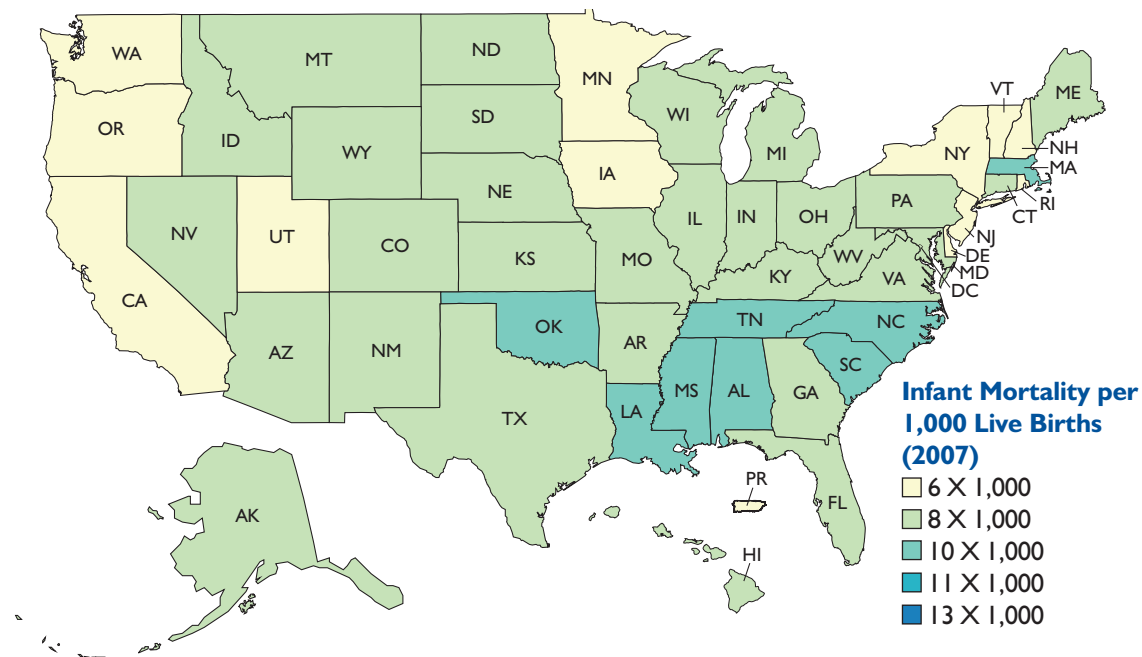 WA
MT
ND
MN
VT
ME
OR
ID
SD
WI
NY
NH
WY
MI
MA
IA
NE
PA
RI
CT
NV
UT
CO
IL
IN
OH
NJ
DE
MD
DC
CA
KS
MO
WV
VA
KY
AZ
NM
OK
AR
TN
NC
SC
MS
AL
GA
LA
TX
FL
PR
AK
HI
Infant Mortality per
1,000 Live Births
(2007)
6 X 1,000
8 X 1,000
10 X 1,000
11 X 1,000
13 X 1,000